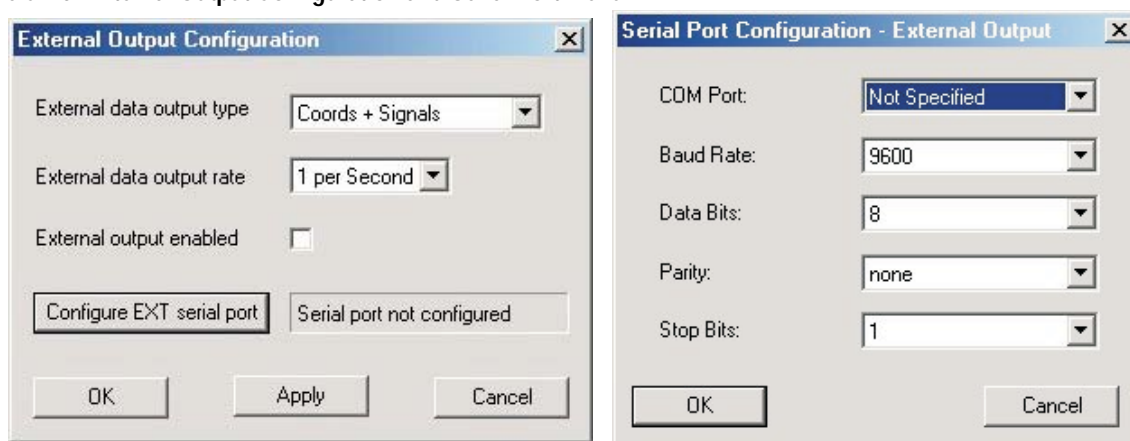 External Output Configuration
External data output type
Coords + Signals
External data output rate
1 per Second
External output enabled
Configure EXT serial port
Serial port not configured
OK
Apply
Cancel
Serial Port Configuration - External Output
COM Port:
Not Specified
Baud Rate:
9600
Data Bits:
8
Parity:
none
Stop Bits:
1
OK
Cancel